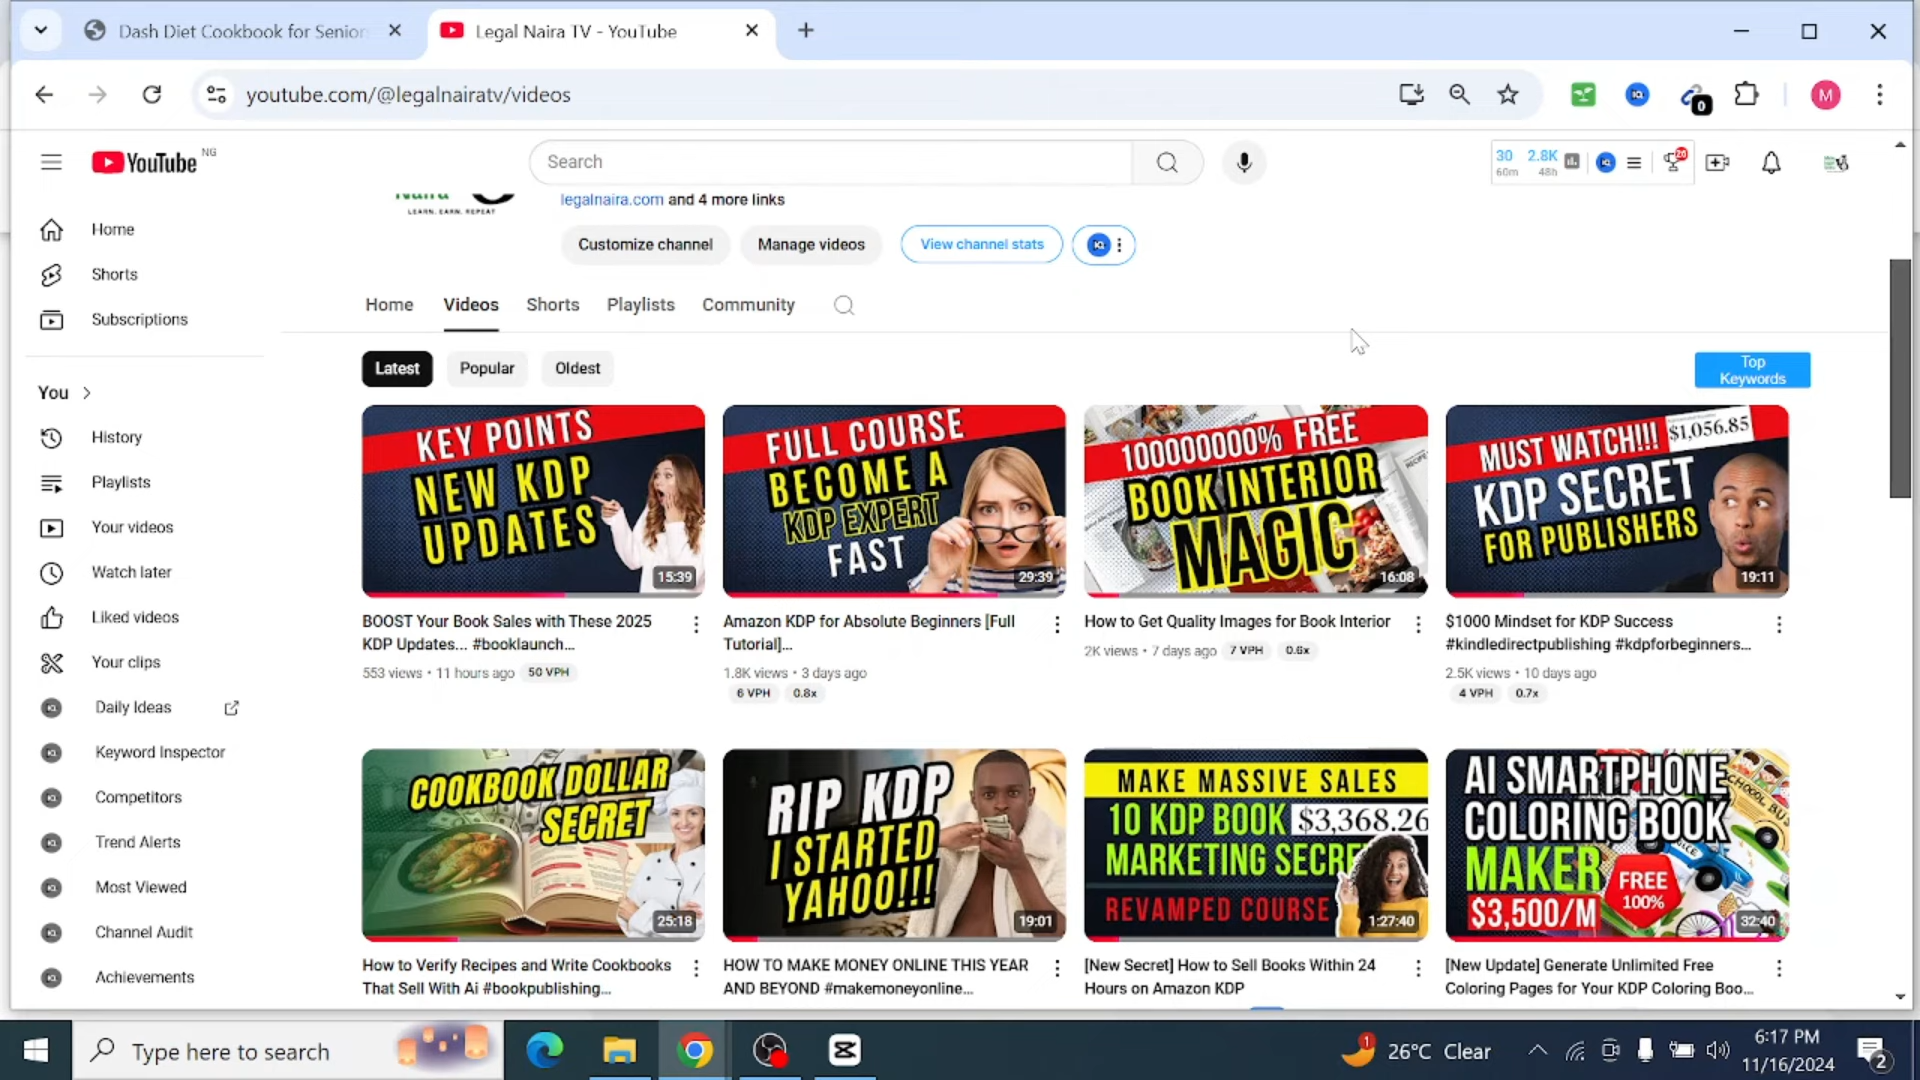 Dash Diet Cookbook for Senior
Legal Naira TV - YouTube
youtube.com/@legalnairatv/videos
0
M
YouTube NG
Search
30 2.8K
60m 48h
20
LEARN. EARN. REPEAT
legalnaira.com and 4 more links
Customize channel
Manage videos
View channel stats
Home
Shorts
Subscriptions
You
History
Playlists
Your videos
Watch later
Liked videos
Your clips
Daily Ideas
Keyword Inspector
Competitors
Trend Alerts
Most Viewed
Channel Audit
Achievements
Home Videos Shorts Playlists Community
Latest Popular Oldest
Top
Keywords
KEY POINTS
NEW KDP
UPDATES
15:39
FULL COURSE
BECOME A
KDP EXPERT
FAST
29:39
10000000% FREE
BOOK INTERIOR
MAGIC
16:08
MUST WATCH!!! $1,056.85
KDP SECRET
FOR PUBLISHERS
19:11
BOOST Your Book Sales with These 2025
KDP Updates... #booklaunch...
553 views • 11 hours ago 50 VPH
Amazon KDP for Absolute Beginners [Full
Tutorial]...
1.8K views • 3 days ago
6 VPH 0.8x
How to Get Quality Images for Book Interior
2K views • 7 days ago 7 VPH 0.6x
$1000 Mindset for KDP Success
#kindledirectpublishing #kdpforbeginners...
2.5K views • 10 days ago
4 VPH 0.7x
COOKBOOK DOLLAR
SECRET
25:18
RIP KDP
I STARTED
YAHOO!!!
19:01
MAKE MASSIVE SALES
10 KDP BOOK $3,368.26
MARKETING SECRE
REVAMPED COURSE
1:27:40
AI SMARTPHONE
COLORING BOOK
MAKER
$3,500/M
FREE
100%
SCHOOL BUS
32:40
How to Verify Recipes and Write Cookbooks
That Sell With Ai #bookpublishing...
HOW TO MAKE MONEY ONLINE THIS YEAR
AND BEYOND #makemoneyonline...
[New Secret] How to Sell Books Within 24
Hours on Amazon KDP
[New Update] Generate Unlimited Free
Coloring Pages for Your KDP Coloring Boo...
Type here to search
1
26°C Clear
6:17 PM
11/16/2024
2